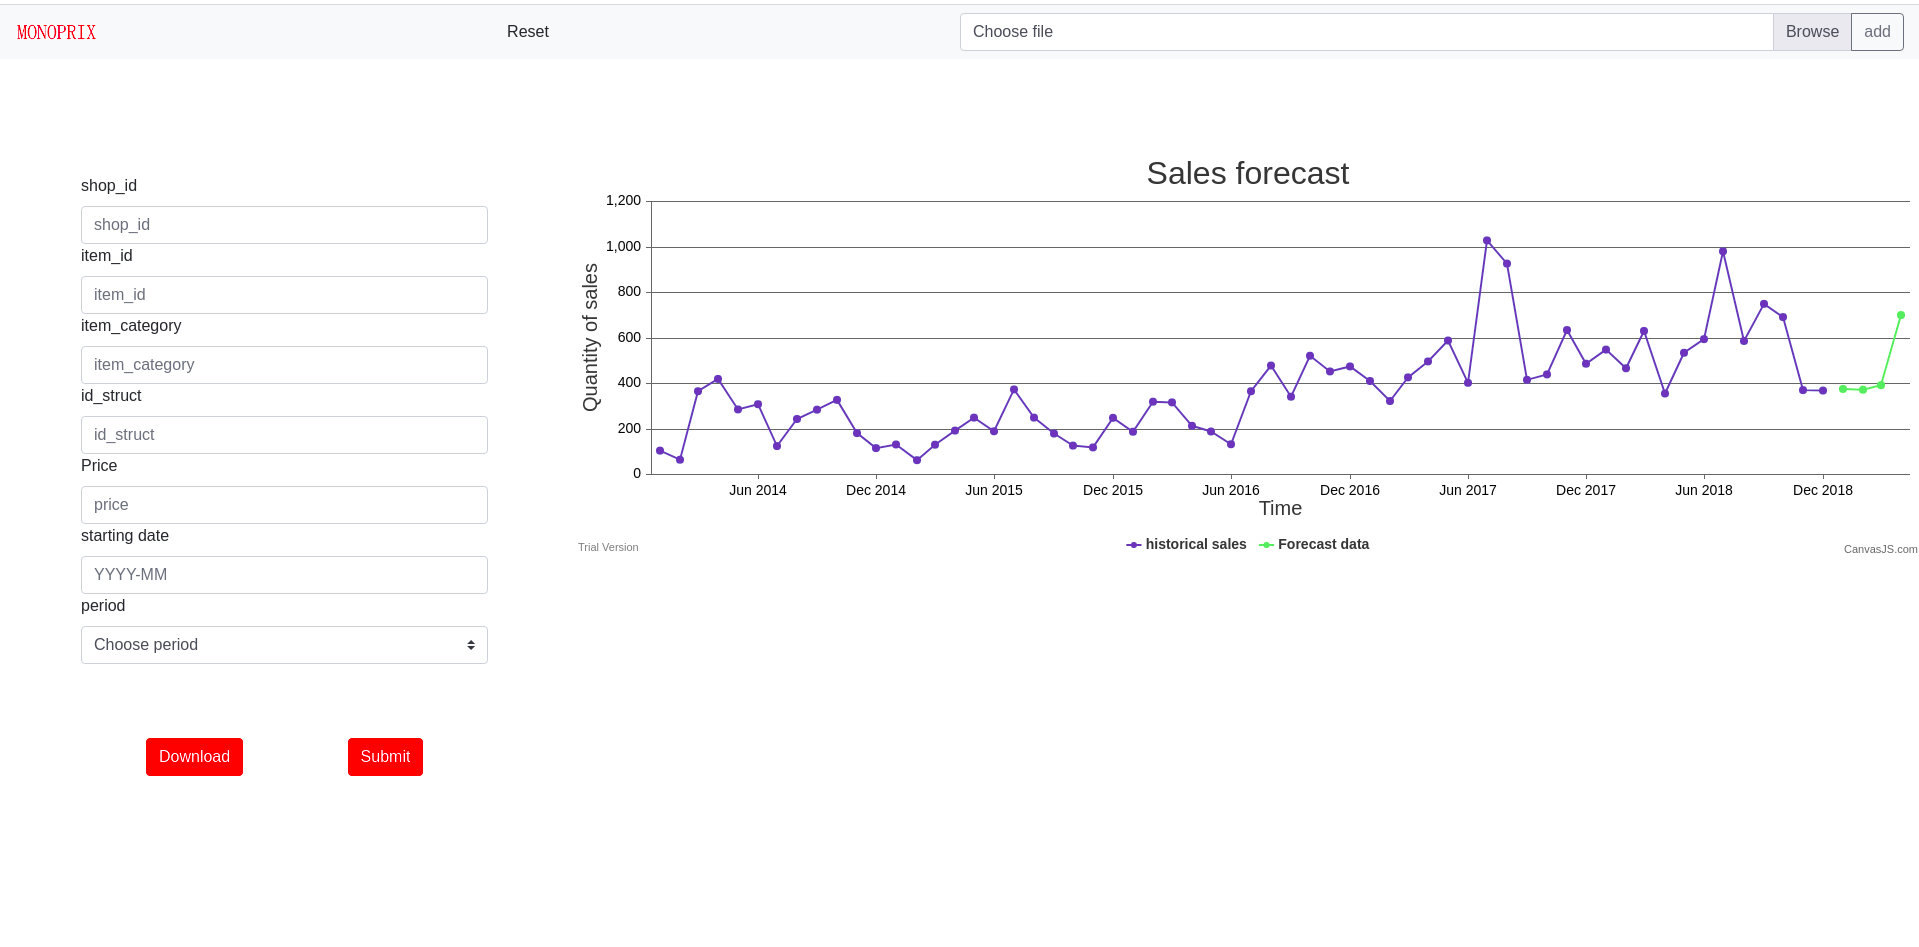 MONOPRIX
Reset
Choose file
Browse
add
shop_id
shop_id
item_id
item_id
item_category
item_category
id_struct
id_struct
Price
price
starting date
YYYY-MM
period
Choose period
Download
Submit
Sales forecast
Quantity of sales
1,200
1,000
800
600
400
200
0
Jun 2014
Dec 2014
Jun 2015
Dec 2015
Jun 2016
Dec 2016
Jun 2017
Dec 2017
Jun 2018
Dec 2018
Time
historical sales
Forecast data
Trial Version
CanvasJS.com